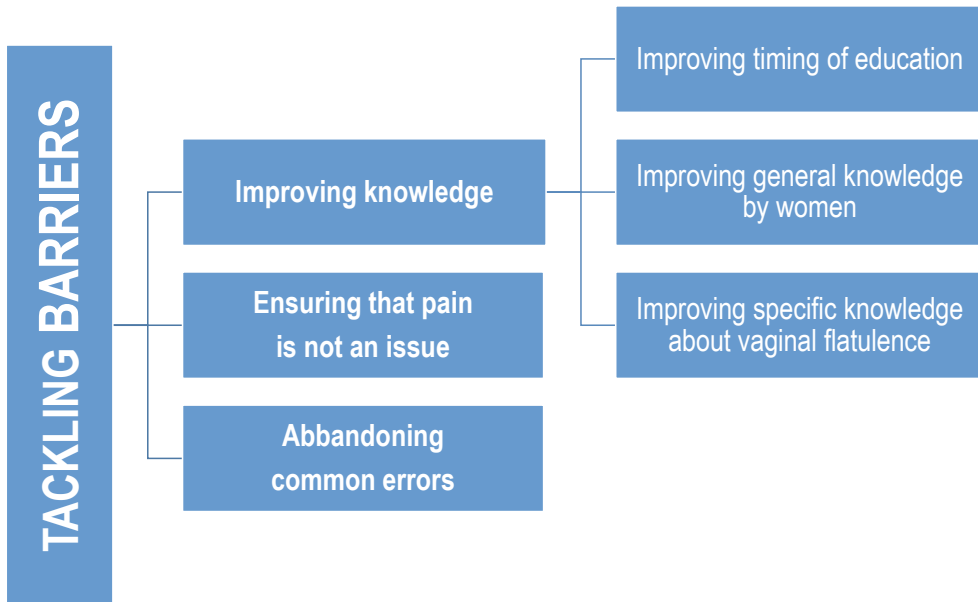 TACKLING BARRIERS
Improving knowledge
Ensuring that pain
is not an issue
Abbandoning
common errors
Improving timing of education
Improving general knowledge
by women
Improving specific knowledge
about vaginal flatulence